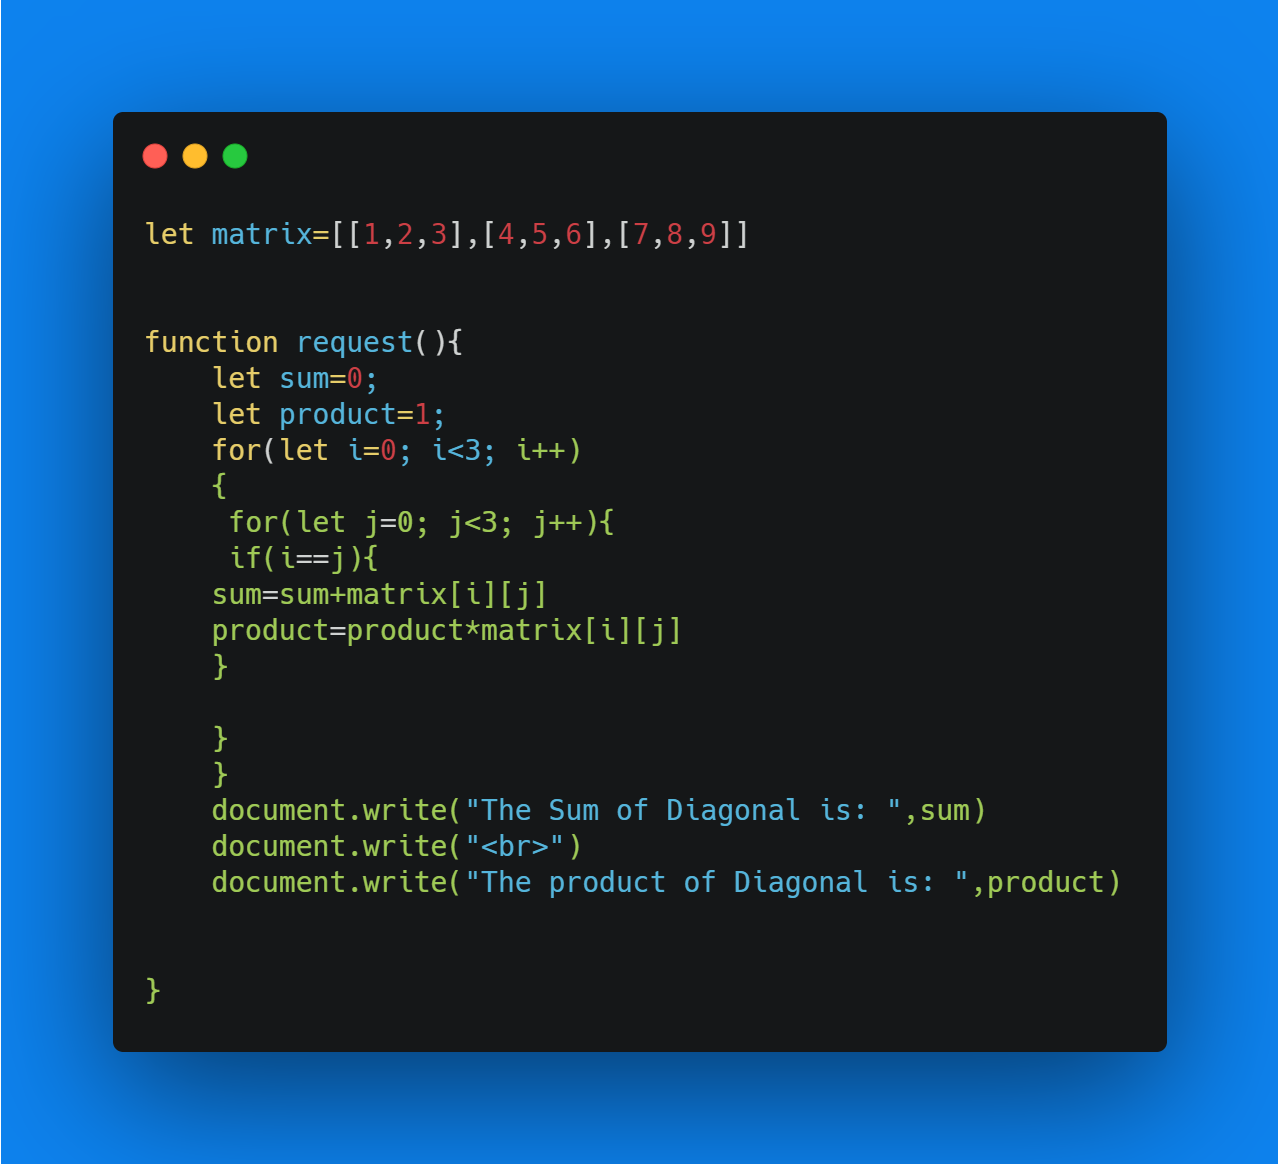 let matrix=[[1,2,3],[4,5,6],[7,8,9]]
function request(){
    let sum=0;
    let product=1;
    for(let i=0; i<3; i++)
    {
     for(let j=0; j<3; j++){
     if(i==j){
    sum=sum+matrix[i][j]
    product=product*matrix[i][j]
    }
    }
    }
    document.write("The Sum of Diagonal is: ",sum)
    document.write("<br>")
    document.write("The product of Diagonal is: ",product)
}